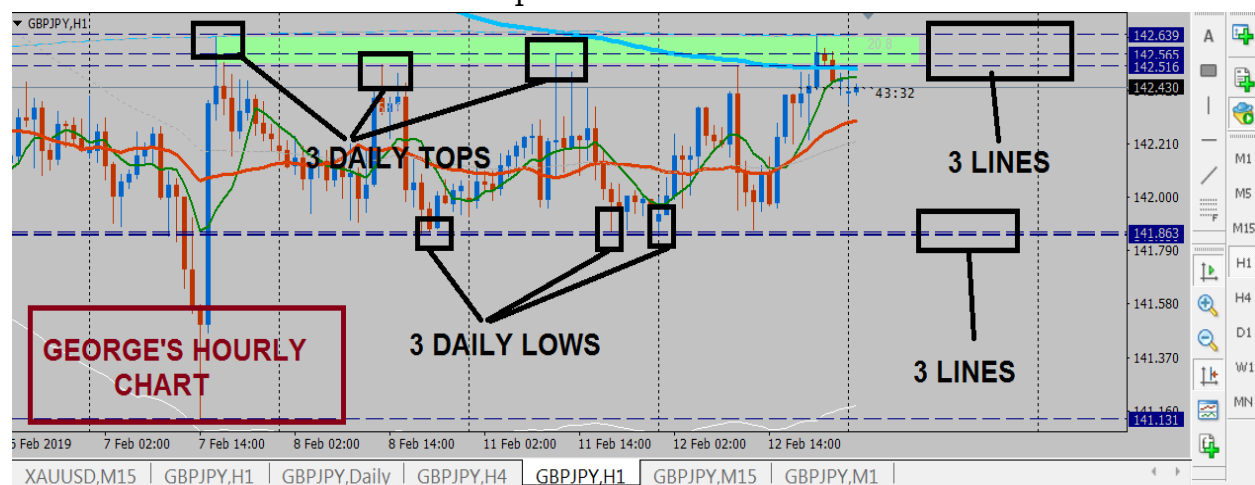 GBPJPY,H1
142.639
142.565
142.516
142.430
43:32
142.210
142.000
141.863
141.790
141.580
141.370
141.160
141.131
20 8
3 DAILY TOPS
3 LINES
3 DAILY LOWS
3 LINES
GEORGE'S HOURLY
CHART
Feb 2019
7 Feb 02:00
7 Feb 14:00
8 Feb 02:00
8 Feb 14:00
11 Feb 02:00
11 Feb 14:00
12 Feb 02:00
12 Feb 14:00
XAUUSD,M15
GBPJPY,H1
GBPJPY,Daily
GBPJPY,H4
GBPJPY,H1
GBPJPY,M15
GBPJPY,M1
A
F
M1
M5
M15
H1
H4
D1
W1
MN